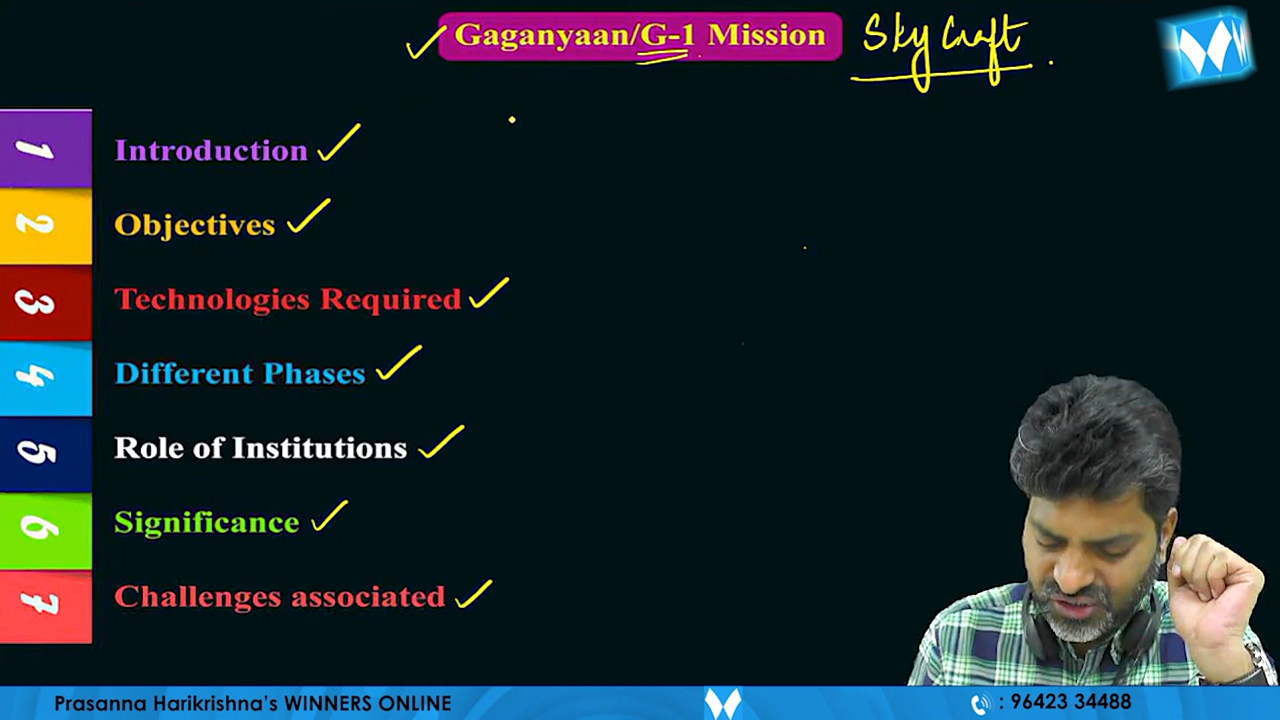 Gaganyaan/G-1 Mission Sky Craft
1 Introduction
2 Objectives
3 Technologies Required
4 Different Phases
5 Role of Institutions
6 Significance
7 Challenges associated
Prasanna Harikrishna's WINNERS ONLINE : 96423 34488